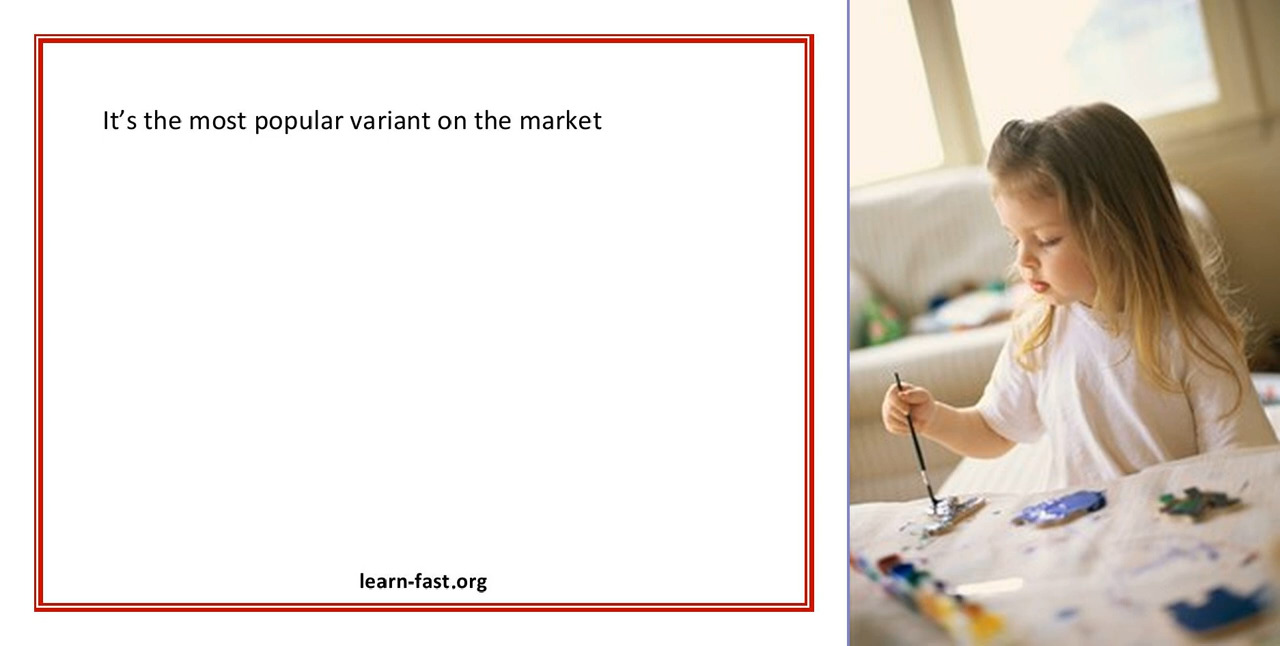 It’s the most popular variant on the market
learn-fast.org